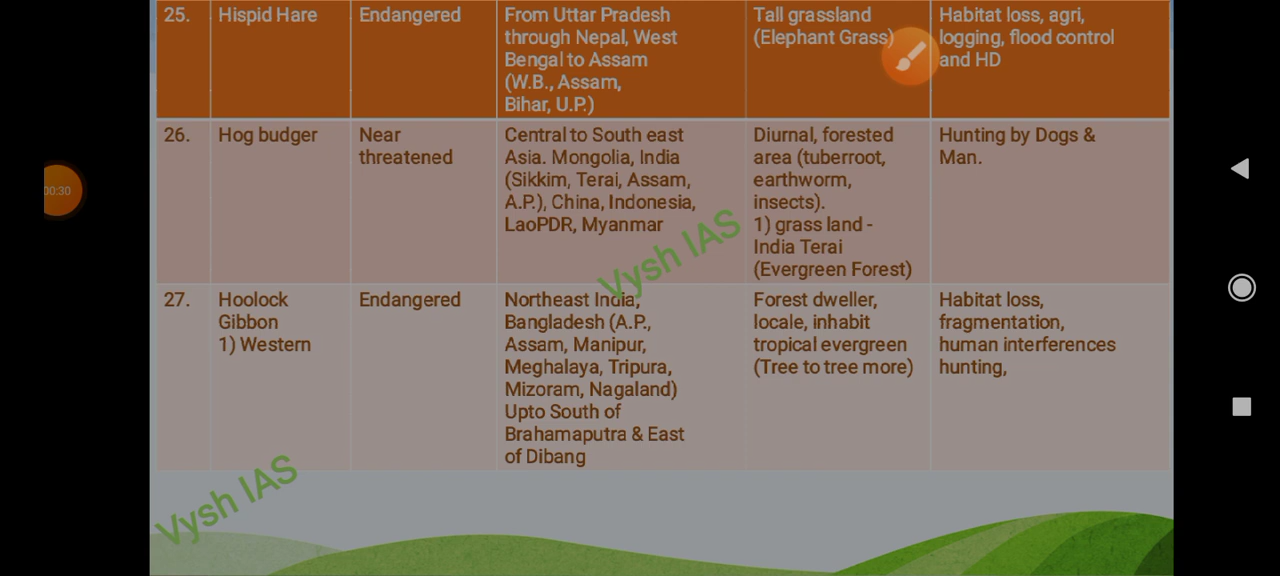 25.
Hispid Hare
Endangered
From Uttar Pradesh
through Nepal, West
Bengal to Assam
(W.B., Assam,
Bihar, U.P.)
Tall grassland
(Elephant Grass)
Habitat loss, agri,
logging, flood control
and HD
26.
Hog budger
Near
threatened
Central to South east
Asia. Mongolia, India
(Sikkim, Terai, Assam,
A.P.), China, Indonesia,
LaoPDR, Myanmar
Diurnal, forested
area (tuberroot,
earthworm,
insects).
1) grass land -
India Terai
(Evergreen Forest)
Hunting by Dogs &
Man.
27.
Hoolock
Gibbon
1) Western
Endangered
Northeast India,
Bangladesh (A.P.,
Assam, Manipur,
Meghalaya, Tripura,
Mizoram, Nagaland)
Upto South of
Brahamaputra & East
of Dibang
Forest dweller,
locale, inhabit
tropical evergreen
(Tree to tree more)
Habitat loss,
fragmentation,
human interferences
hunting,
00:30
Vysh IAS
Vysh IAS